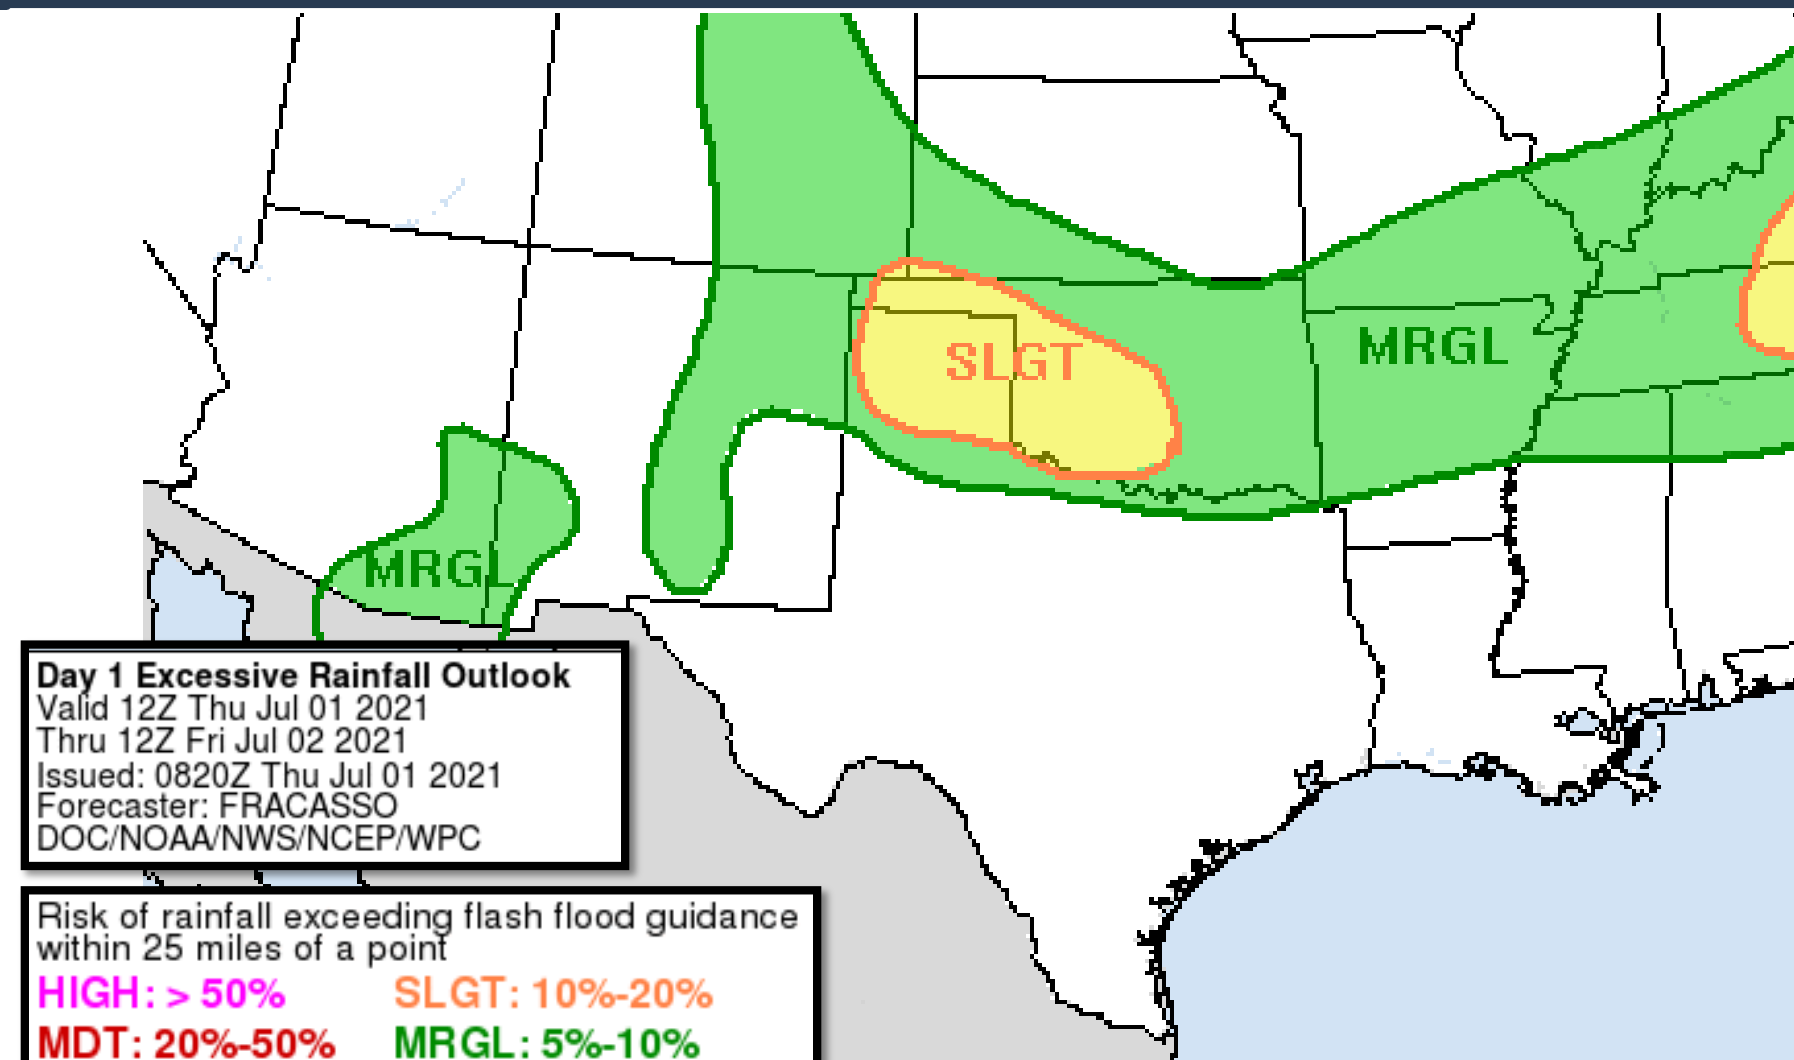 SLGT
MRGL
MRGL
Day 1 Excessive Rainfall Outlook
Valid 12Z Thu Jul 01 2021
Thru 12Z Fri Jul 02 2021
Issued: 0820Z Thu Jul 01 2021
Forecaster: FRACASSO
DOC/NOAA/NWS/NCEP/WPC
Risk of rainfall exceeding flash flood guidance
within 25 miles of a point
HIGH: > 50% SLGT: 10%-20%
MDT: 20%-50% MRGL: 5%-10%